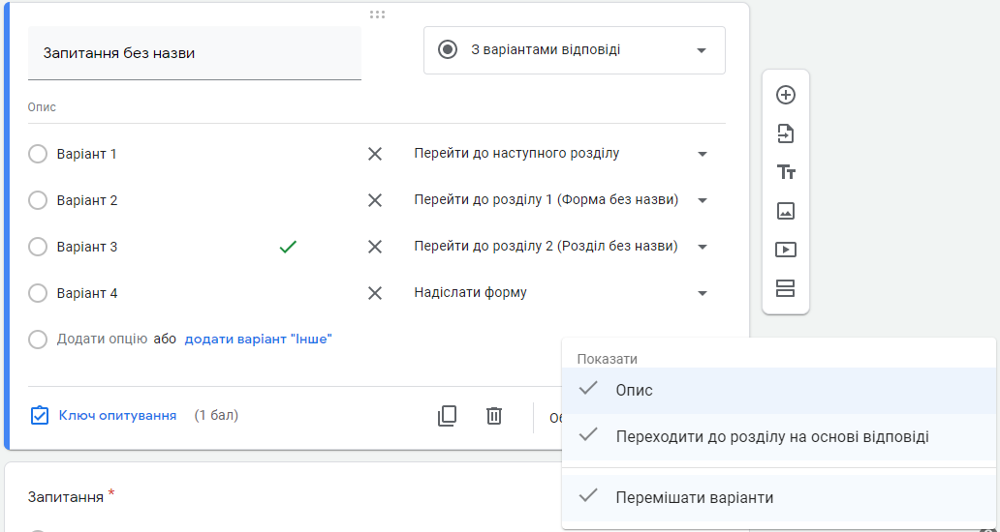 Запитання без назви
З варіантами відповіді
Опис
Варіант 1 Перейти до наступного розділу
Варіант 2 Перейти до розділу 1 (Форма без назви)
Варіант 3 Перейти до розділу 2 (Розділ без назви)
Варіант 4 Надіслати форму
Додати опцію або додати варіант "Інше"
Ключ опитування (1 бал)
Показати
Опис
Переходити до розділу на основі відповіді
Перемішати варіанти
Запитання *